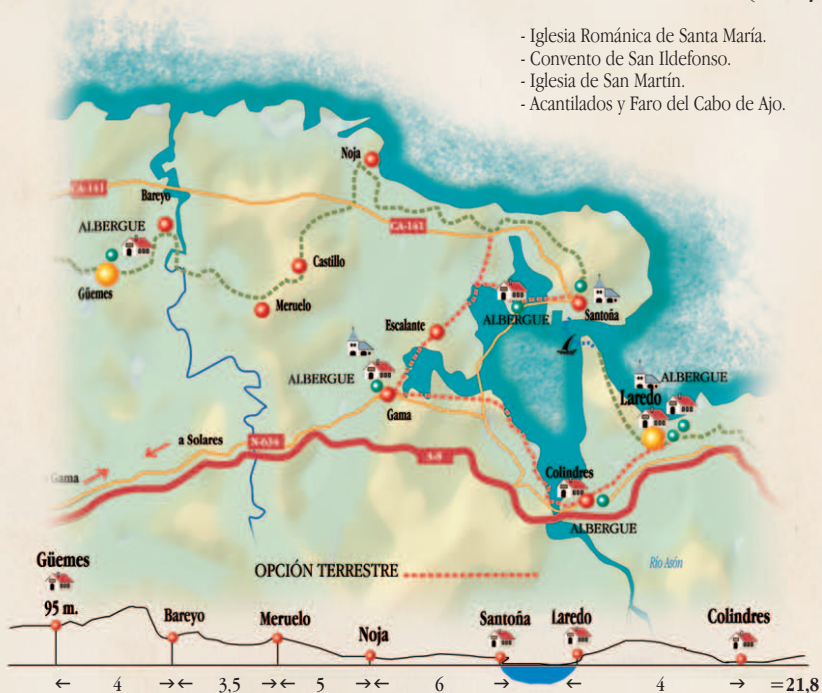 - Iglesia Románica de Santa María.
- Convento de San Ildefonso.
- Iglesia de San Martín.
- Acantilados y Faro del Cabo de Ajo.
Noja
CA-141
Bareyo
ALBERGUE
CA-141
Castillo
Güemes
Meruelo
ALBERGUE
Santoña
Escalante
ALBERGUE
ALBERGUE
Laredo
Gama
a Solares
N-634
A-8
Gama
Colindres
ALBERGUE
Río Asón
OPCIÓN TERRESTRE
Güemes
95 m.
Bareyo
Meruelo
Noja
Santoña
Laredo
Colindres
← 4 →← 3,5 →← 5 →← 6 → ← 4 → =21,8